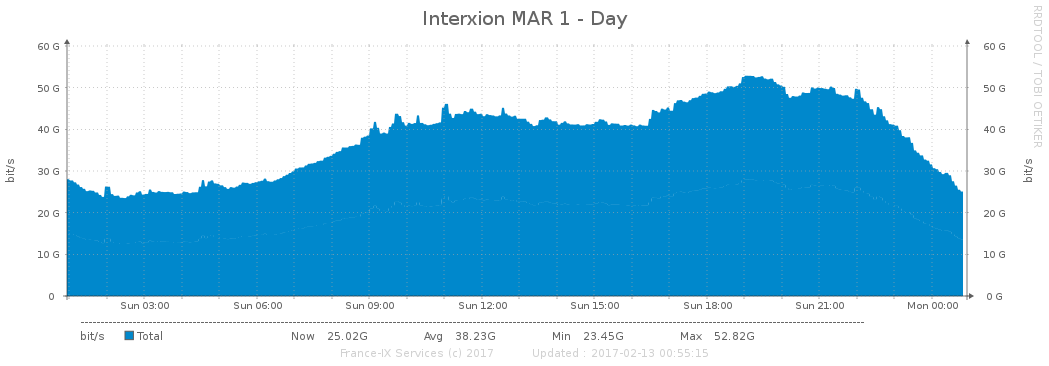 Interxion MAR 1 - Day
RRDTOOL / TOBI OETIKER
60 G 60 G
50 G 50 G
40 G 40 G
30 G 30 G
20 G 20 G
10 G 10 G
0 0 G
bit/s
bit/s
Sun 03:00 Sun 06:00 Sun 09:00 Sun 12:00 Sun 15:00 Sun 18:00 Sun 21:00 Mon 00:00
bit/s Total Now 25.02G Avg 38.23G Min 23.45G Max 52.82G
France-IX Services (c) 2017 Updated : 2017-02-13 00:55:15